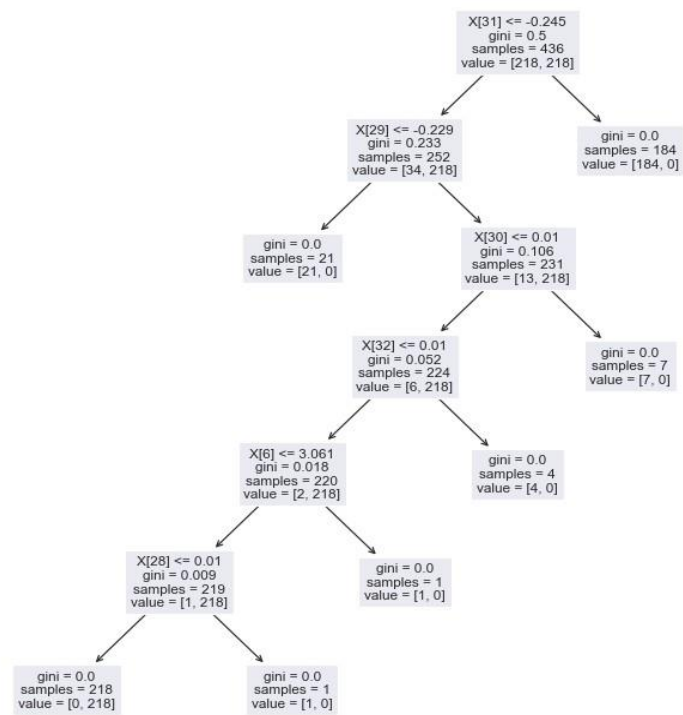 X[31] <= -0.245
gini = 0.5
samples = 436
value = [218, 218]
X[29] <= -0.229
gini = 0.233
samples = 252
value = [34, 218]
gini = 0.0
samples = 184
value = [184, 0]
gini = 0.0
samples = 21
value = [21, 0]
X[30] <= 0.01
gini = 0.106
samples = 231
value = [13, 218]
X[32] <= 0.01
gini = 0.052
samples = 224
value = [6, 218]
gini = 0.0
samples = 7
value = [7, 0]
X[6] <= 3.061
gini = 0.018
samples = 220
value = [2, 218]
gini = 0.0
samples = 4
value = [4, 0]
X[28] <= 0.01
gini = 0.009
samples = 219
value = [1, 218]
gini = 0.0
samples = 1
value = [1, 0]
gini = 0.0
samples = 218
value = [0, 218]
gini = 0.0
samples = 1
value = [1, 0]